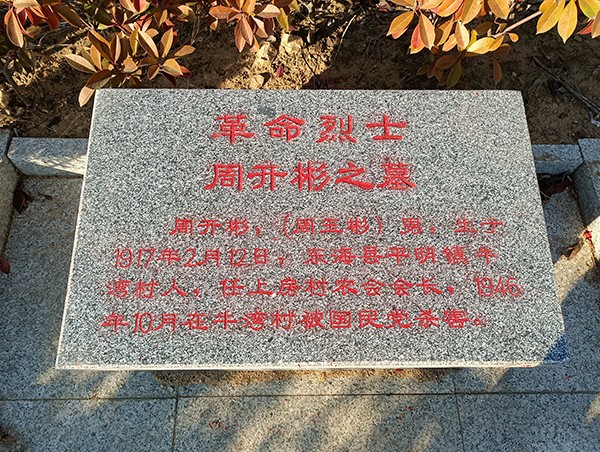 革命烈士
周开彬之墓
周开彬,(周玉彬)男,生于
1917年2月12日,东海县平明镇牛
湾村人,任上房村农会会长,1946
年10月在牛湾村被国民党杀害。